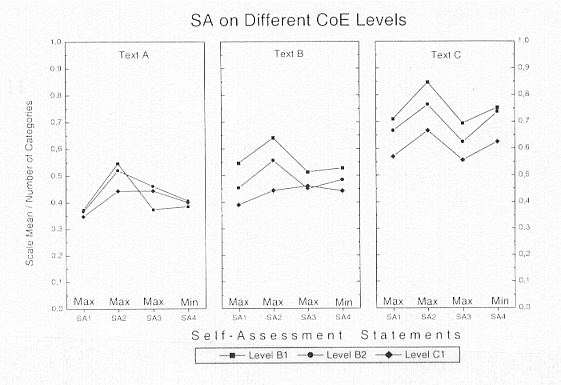 SA on Different CoE Levels
Scale Mean / Number of Categories
1,0
0,9
0,8
0,7
0,6
0,5
0,4
0,3
0,2
0,1
0,0
Text A
Max Max Max Min
SA1 SA2 SA3 SA4
Text B
Max Max Max Min
SA1 SA2 SA3 SA4
Text C
Max Max Max Min
SA1 SA2 SA3 SA4
1,0
0,9
0,8
0,7
0,6
0,5
0,4
0,3
0,2
0,1
0,0
Self-Assessment Statements
Level B1 Level B2 Level C1